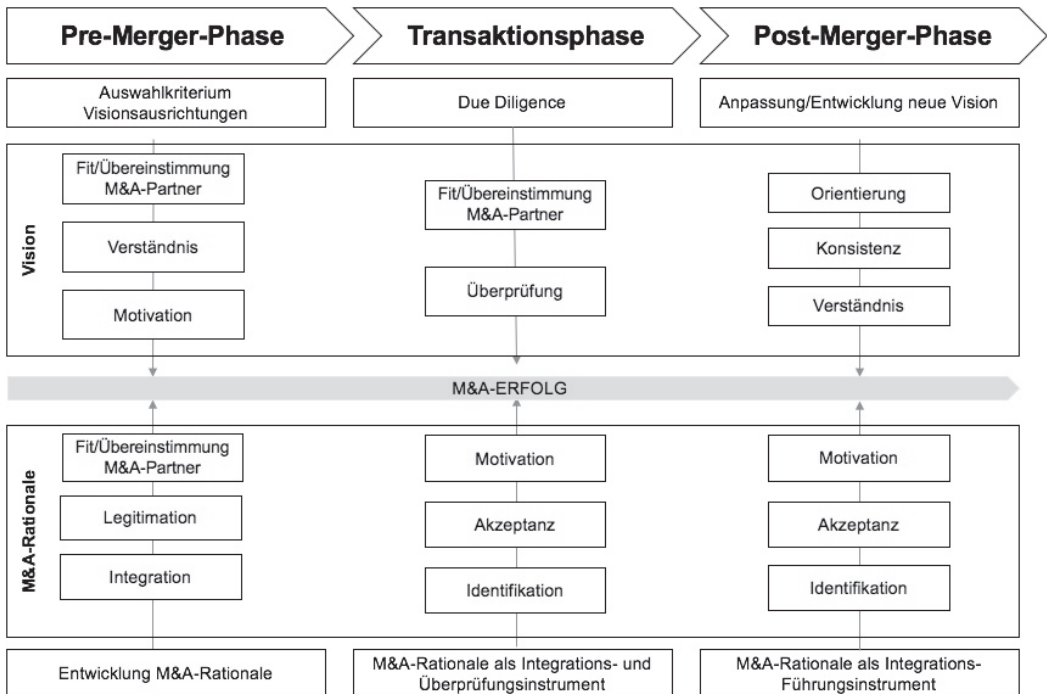 Pre-Merger-Phase
Transaktionsphase
Post-Merger-Phase
Auswahlkriterium
Visionsausrichtungen
Due Diligence
Anpassung/Entwicklung neue Vision
Vision
Fit/Übereinstimmung
M&A-Partner
Verständnis
Motivation
Fit/Übereinstimmung
M&A-Partner
Überprüfung
Orientierung
Konsistenz
Verständnis
M&A-ERFOLG
M&A-Rationale
Fit/Übereinstimmung
M&A-Partner
Legitimation
Integration
Motivation
Akzeptanz
Identifikation
Motivation
Akzeptanz
Identifikation
Entwicklung M&A-Rationale
M&A-Rationale als Integrations- und
Überprüfungsinstrument
M&A-Rationale als Integrations-
Führungsinstrument